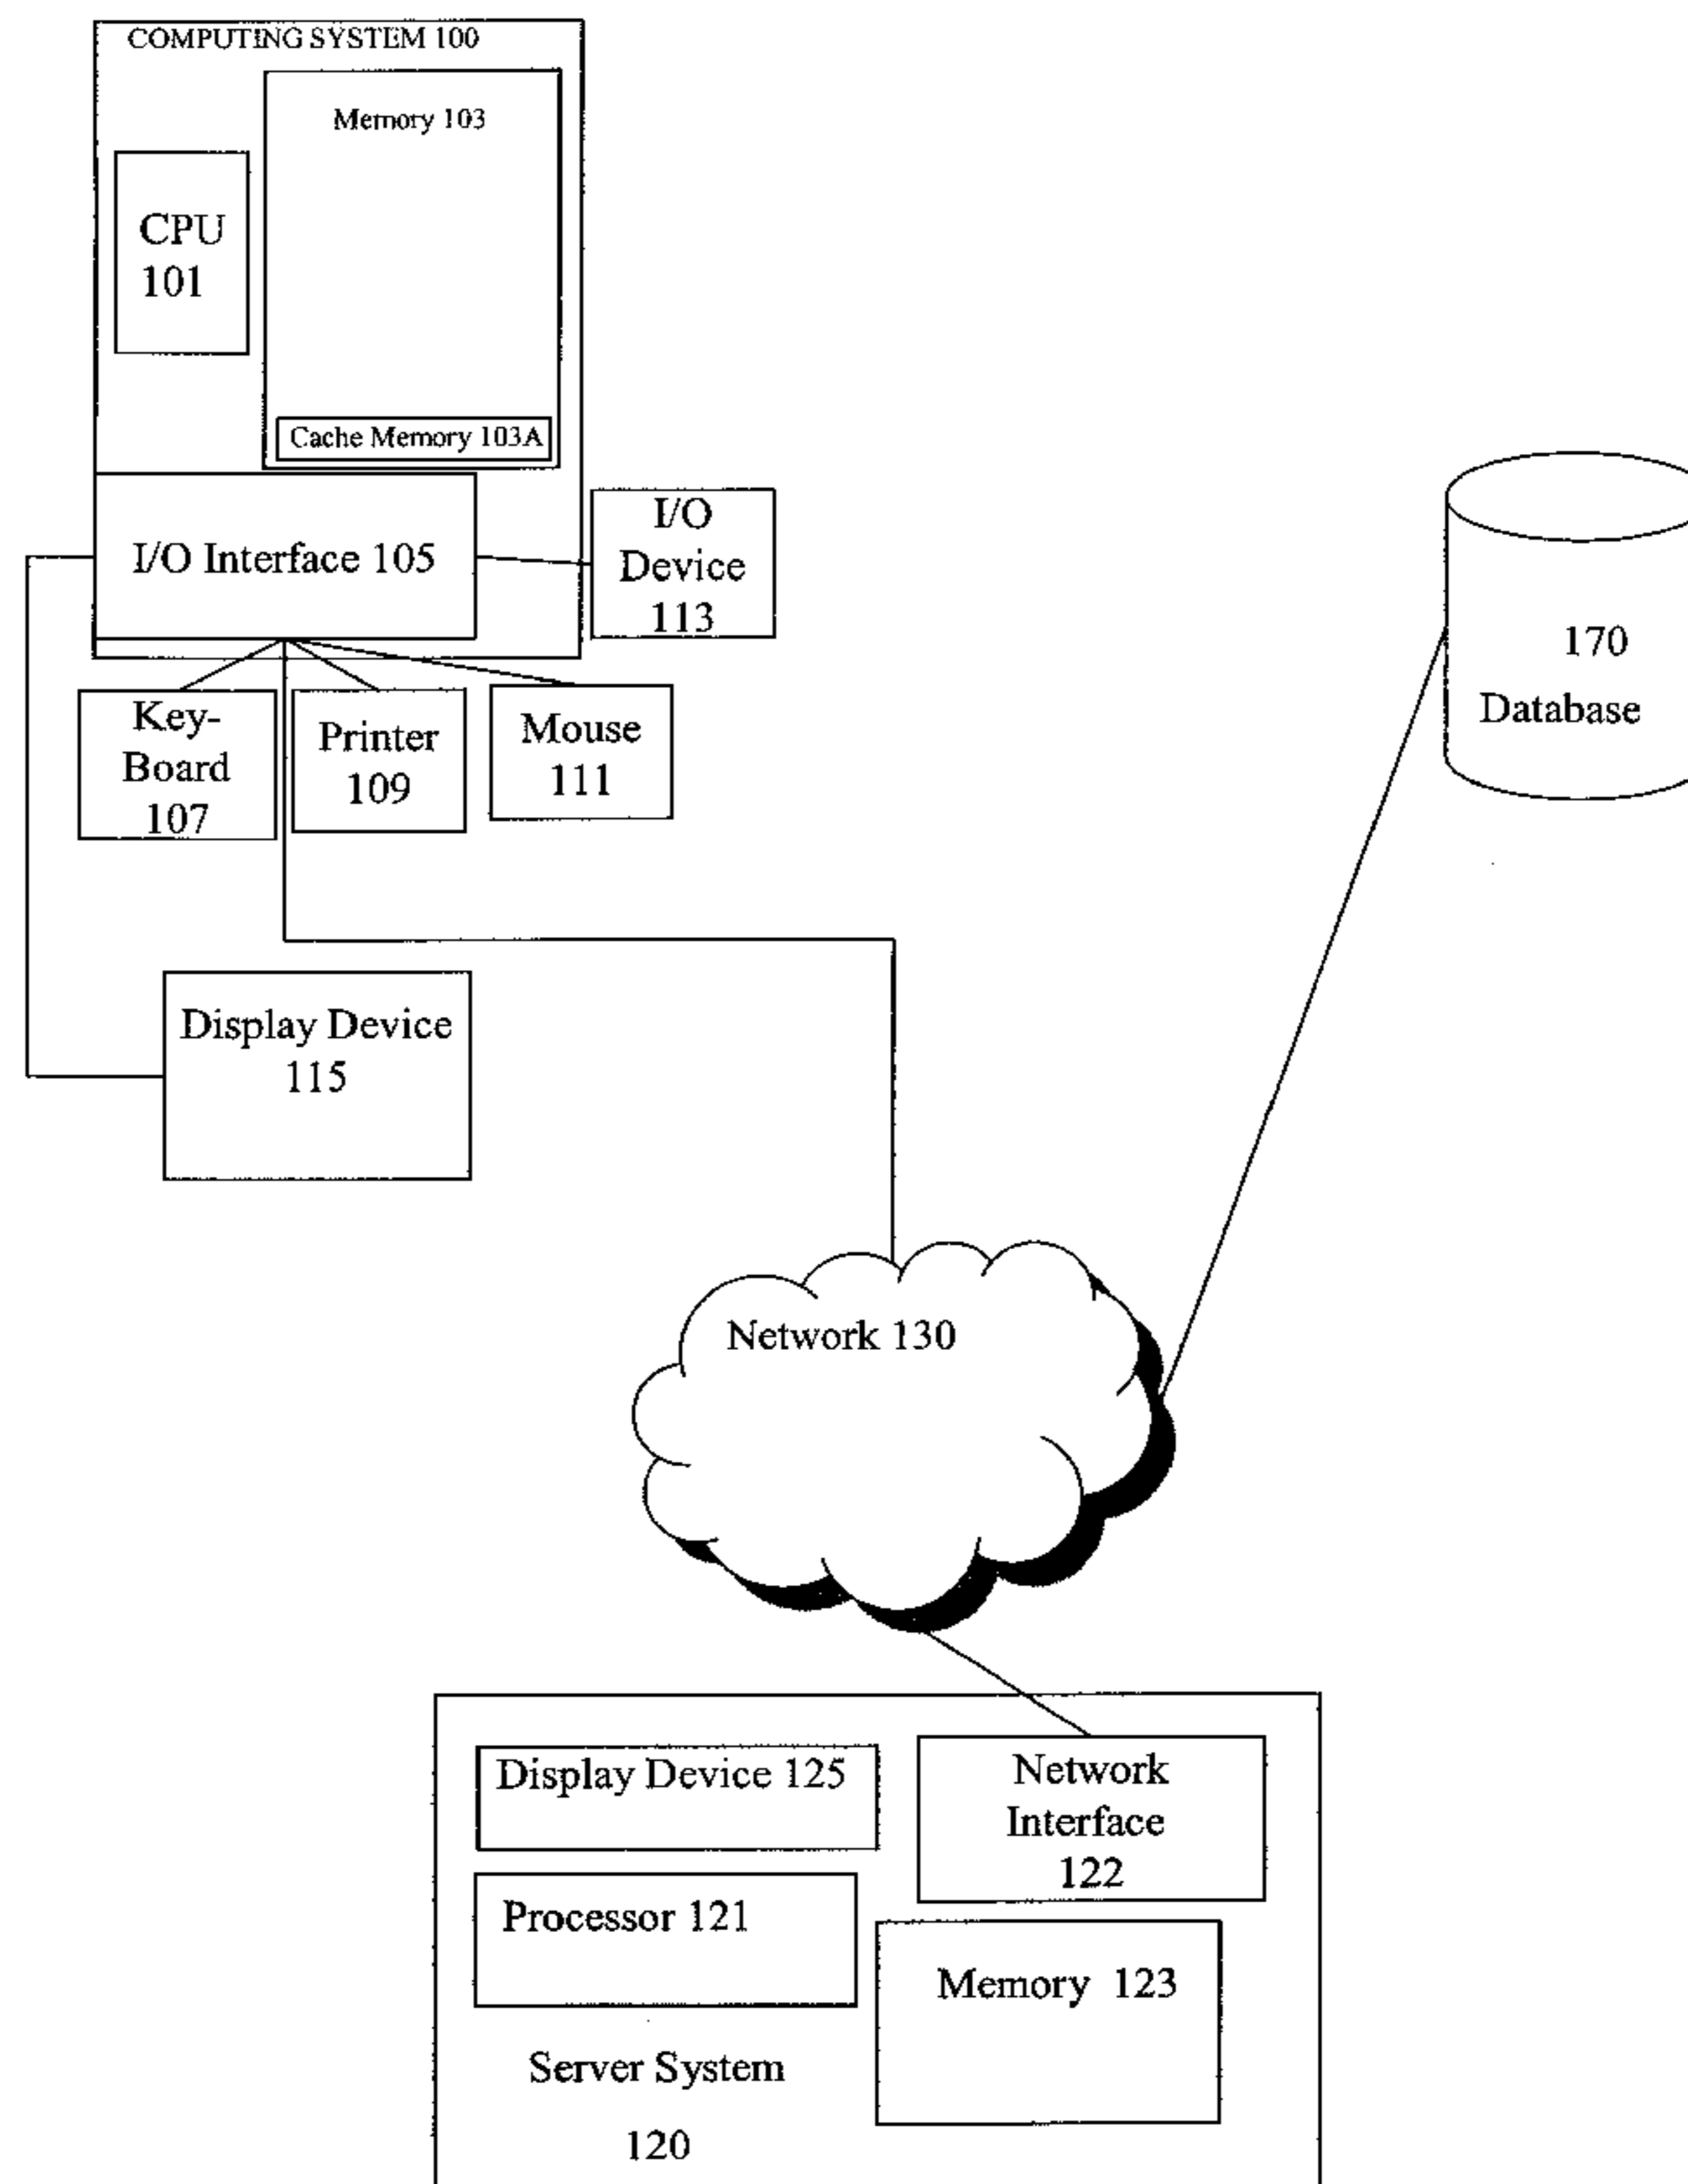 COMPUTING SYSTEM 100
Memory 103
CPU
101
Cache Memory 103A
I/O Interface 105
I/O
Device
113
Key-
Board
107
Printer
109
Mouse
111
170
Database
Display Device
115
Network 130
Display Device 125
Network
Interface
122
Processor 121
Memory 123
Server System
120